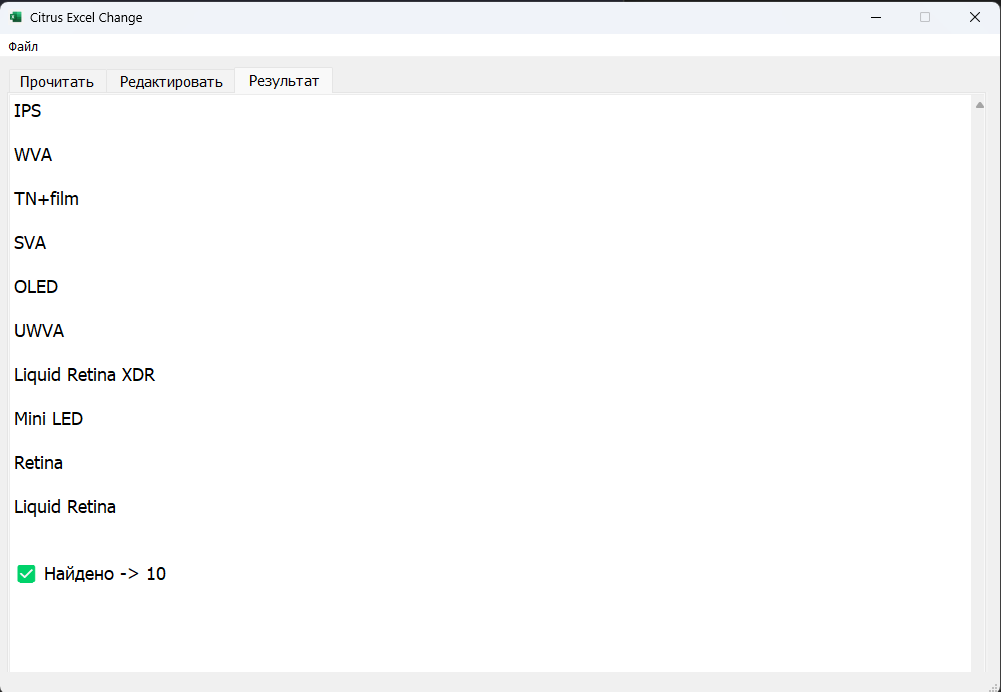 Citrus Excel Change
Файл
Прочитать Редактировать Результат
IPS
WVA
TN+film
SVA
OLED
UWVA
Liquid Retina XDR
Mini LED
Retina
Liquid Retina
Найдено -> 10